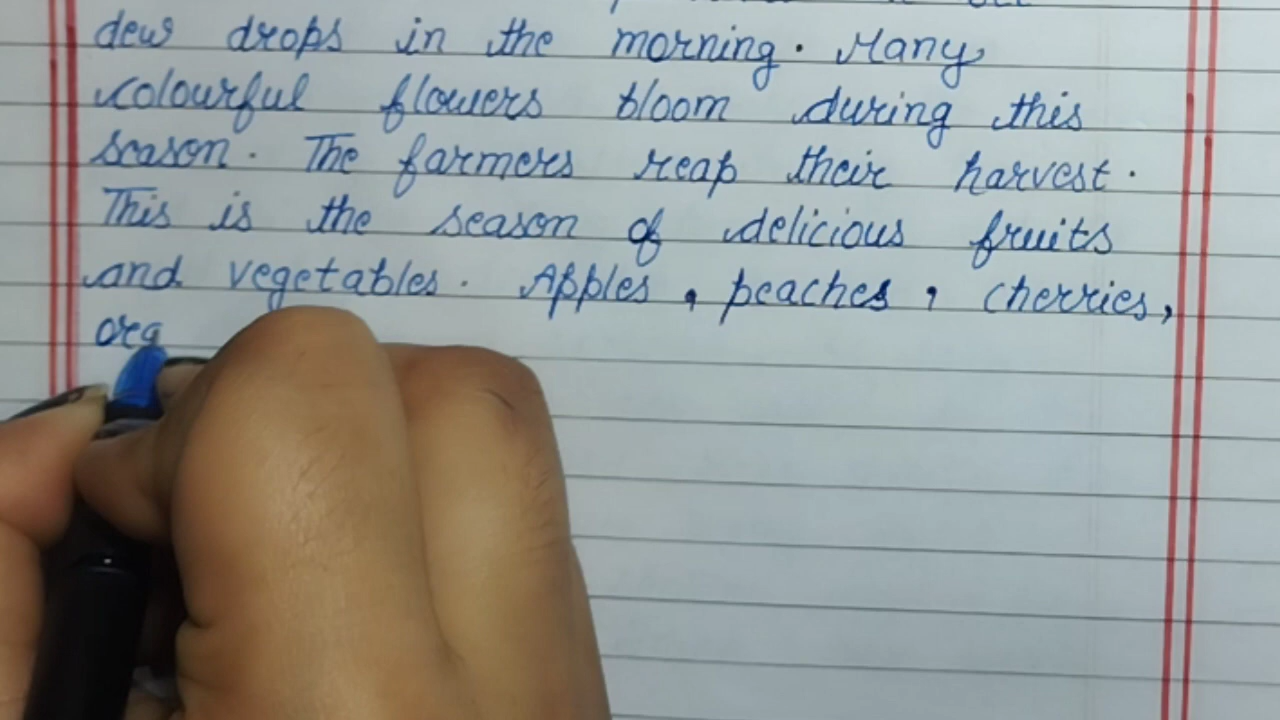 dew drops in the morning. Many
colourful flowers bloom during this
season. The farmers reap their harvest.
This is the season of delicious fruits
and vegetables. Apples, peaches, cherries,
org